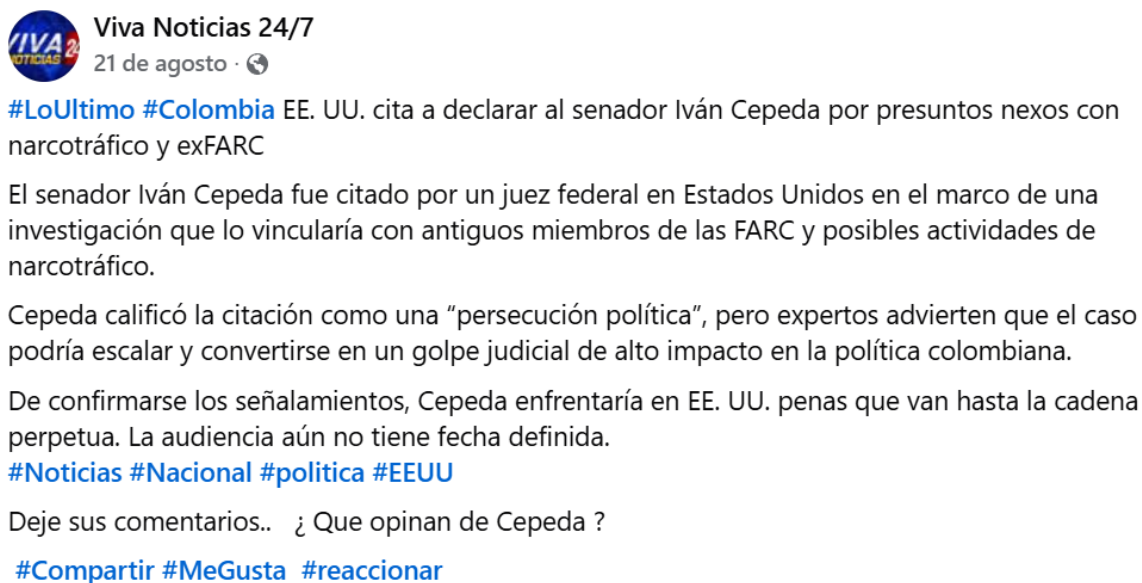 VIVA 24
NOTICIAS
Viva Noticias 24/7
21 de agosto ·
#LoUltimo #Colombia EE. UU. cita a declarar al senador Iván Cepeda por presuntos nexos con
narcotráfico y exFARC
El senador Iván Cepeda fue citado por un juez federal en Estados Unidos en el marco de una
investigación que lo vincularía con antiguos miembros de las FARC y posibles actividades de
narcotráfico.
Cepeda calificó la citación como una “persecución política”, pero expertos advierten que el caso
podría escalar y convertirse en un golpe judicial de alto impacto en la política colombiana.
De confirmarse los señalamientos, Cepeda enfrentaría en EE. UU. penas que van hasta la cadena
perpetua. La audiencia aún no tiene fecha definida.
#Noticias #Nacional #politica #EEUU
Deje sus comentarios.. ¿ Que opinan de Cepeda ?
#Compartir #MeGusta #reaccionar